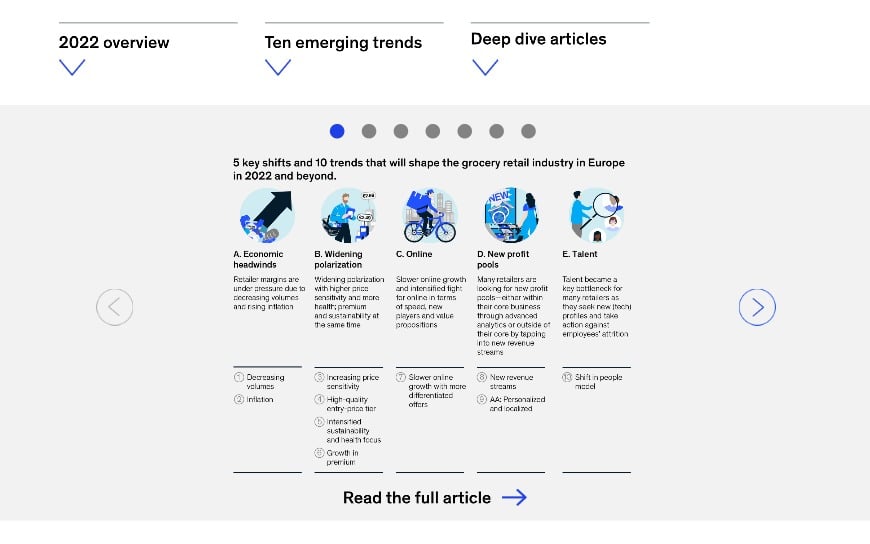 2022 overview
Ten emerging trends
Deep dive articles
5 key shifts and 10 trends that will shape the grocery retail industry in Europe
in 2022 and beyond.
NEW
A. Economic
headwinds
Retailer margins are
under pressure due to
decreasing volumes
and rising inflation
1 Decreasing
volumes
2 Inflation
B. Widening
polarization
Widening polarization
with higher price
sensitivity and more
health; premium
and sustainability at
the same time
3 Increasing price
sensitivity
4 High-quality
entry-price tier
5 Intensified
sustainability
and health focus
6 Growth in
premium
C. Online
Slower online growth
and intensified fight
for online in terms
of speed, new
players and value
propositions
7 Slower online
growth with more
differentiated
offers
D. New profit
pools
Many retailers are
looking for new profit
pools—either within
their core business
through advanced
analytics or outside of
their core by tapping
into new revenue
streams
8 New revenue
streams
9 AA: Personalized
and localized
E. Talent
Talent became a
key bottleneck for
many retailers as
they seek new (tech)
profiles and take
action against
employees' attrition
10 Shift in people
model
Read the full article